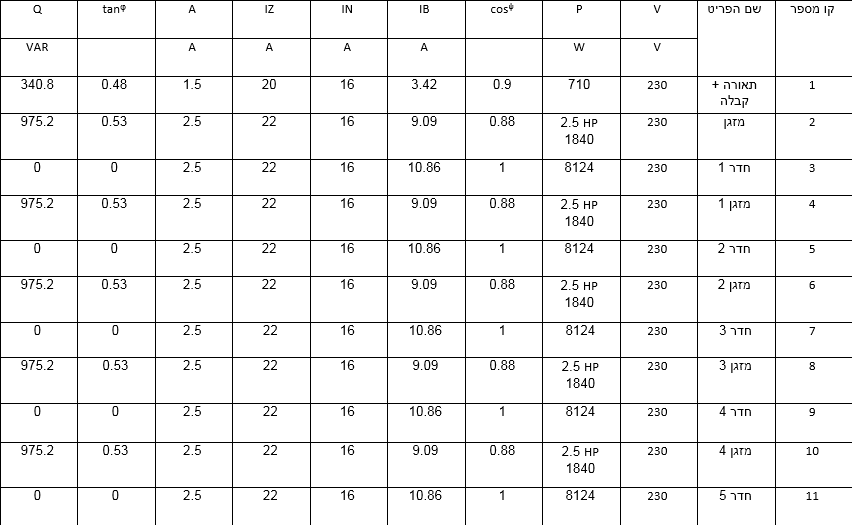 קו מספר שם הפריט V P cosᵠ IB IN IZ A tanᵠ Q
V W A A A A VAR
1 תאורה + קבלה 230 710 0.9 3.42 16 20 1.5 0.48 340.8
2 מזגן 230 2.5 HP 1840 0.88 9.09 16 22 2.5 0.53 975.2
3 חדר 1 230 8124 1 10.86 16 22 2.5 0 0
4 מזגן 1 230 2.5 HP 1840 0.88 9.09 16 22 2.5 0.53 975.2
5 חדר 2 230 8124 1 10.86 16 22 2.5 0 0
6 מזגן 2 230 2.5 HP 1840 0.88 9.09 16 22 2.5 0.53 975.2
7 חדר 3 230 8124 1 10.86 16 22 2.5 0 0
8 מזגן 3 230 2.5 HP 1840 0.88 9.09 16 22 2.5 0.53 975.2
9 חדר 4 230 8124 1 10.86 16 22 2.5 0 0
10 מזגן 4 230 2.5 HP 1840 0.88 9.09 16 22 2.5 0.53 975.2
11 חדר 5 230 8124 1 10.86 16 22 2.5 0 0